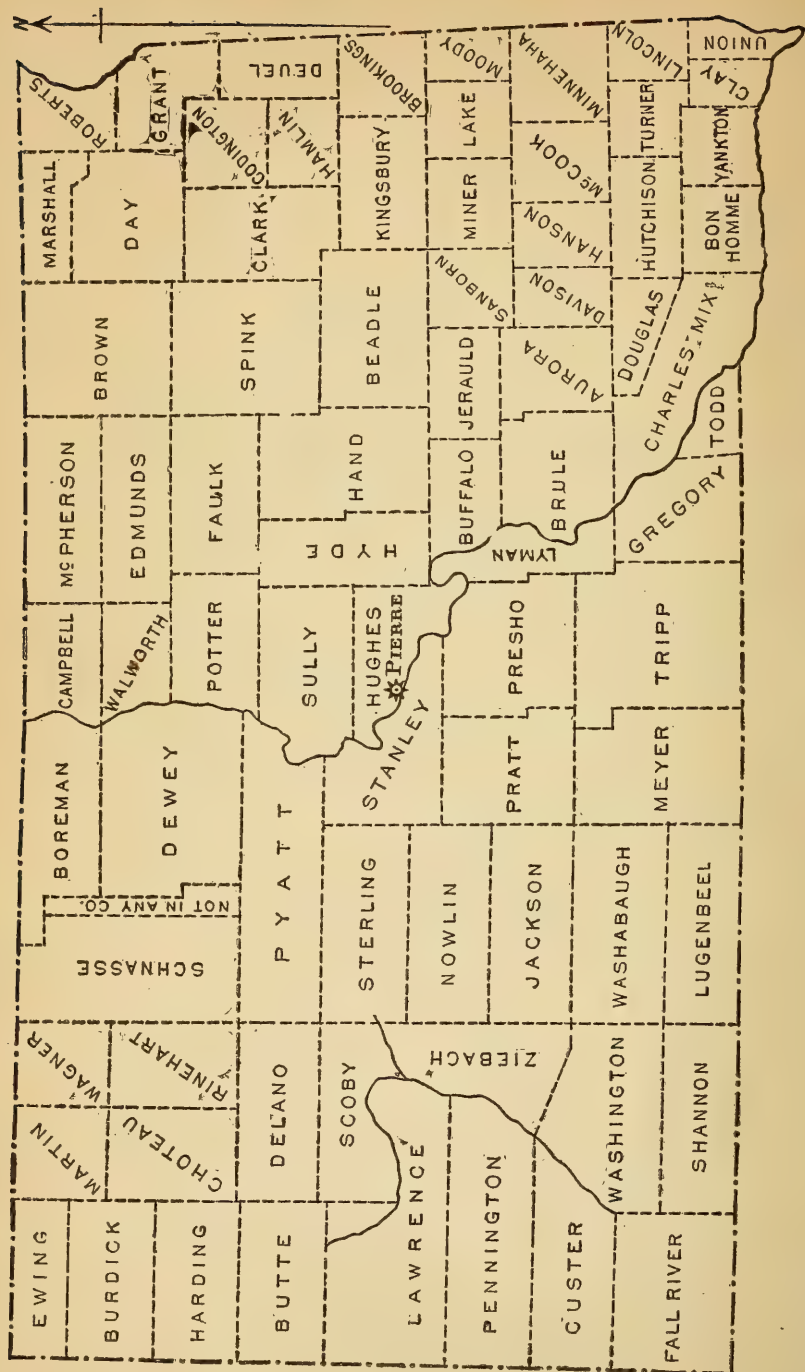 N
EWING
BURDICK
HARDING
BUTTE
LAWRENCE
PENNINGTON
CUSTER
FALL RIVER
MARTIN
WAGNER
CHOTEAU
RINEHART
DELANO
SCOBY
ZIEBACH
WASHINGTON
SHANNON
SCHNASSE
NOT IN ANY CO.
PYATT
STERLING
NOWLIN
JACKSON
WASHABAUGH
LUGENBEEL
BOREMAN
DEWEY
STANLEY
PRATT
MEYER
PRESHO
TRIPP
LYMAN
GREGORY
TODD
CAMPBELL
WALWORTH
POTTER
SULLY
HUGHES
PIERRE
McPHERSON
EDMUNDS
FAULK
HYDE
HAND
BUFFALO
BRULE
JERAULD
AURORA
CHARLES MIX
DOUGLAS
BROWN
SPINK
BEADLE
SANBORN
DAVISON
HANSON
HUTCHISON
BON
HOMME
MARSHALL
DAY
CLARK
KINGSBURY
MINER
McCOOK
TURNER
YANKTON
ROBERTS
GRANT
CODINGTON
HAMLIN
DEUEL
BROOKINGS
LAKE
MOODY
MINNEHAHA
LINCOLN
CLAY
UNION